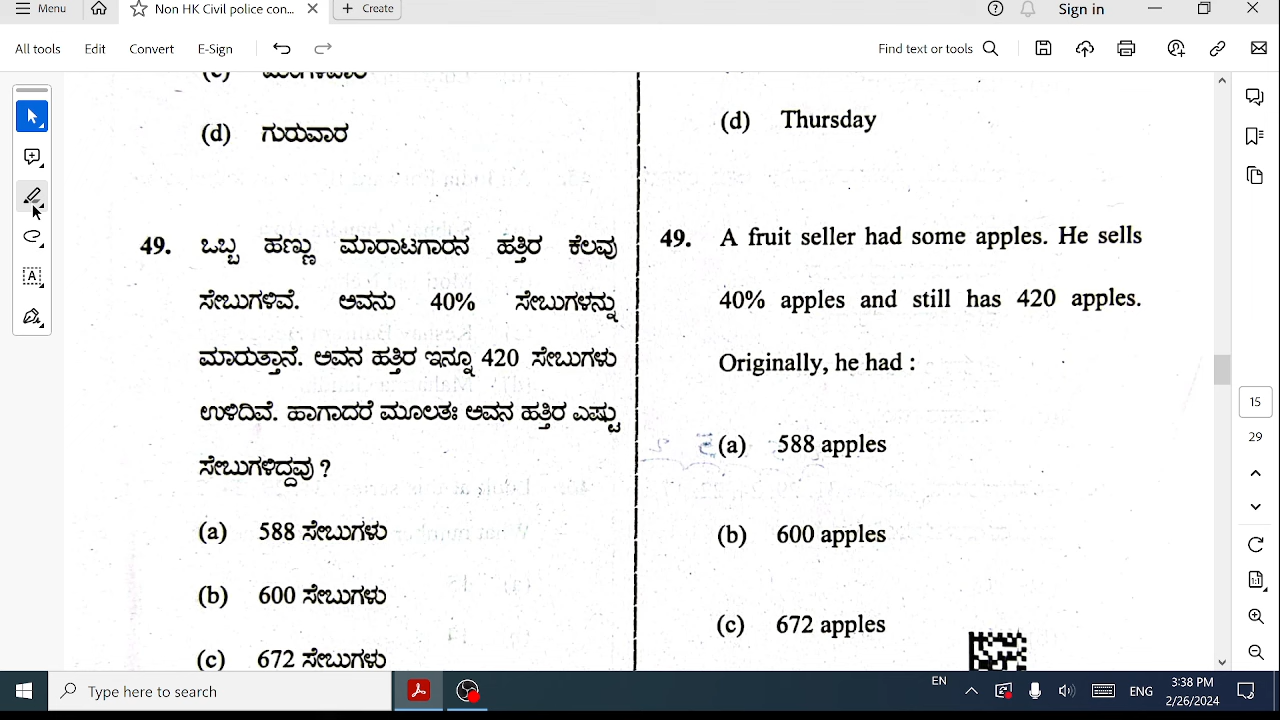 Menu
Non HK Civil police con...
Create
Sign in
All tools
Edit
Convert
E-Sign
Find text or tools
(d) ಗುರುವಾರ
49. ಒಬ್ಬ ಹಣ್ಣು ಮಾರಾಟಗಾರನ ಹತ್ತಿರ ಕೆಲವು
ಸೇಬುಗಳಿವೆ. ಅವನು 40% ಸೇಬುಗಳನ್ನು
ಮಾರುತ್ತಾನೆ. ಅವನ ಹತ್ತಿರ ಇನ್ನೂ 420 ಸೇಬುಗಳು
ಉಳಿದಿವೆ. ಹಾಗಾದರೆ ಮೂಲತಃ ಅವನ ಹತ್ತಿರ ಎಷ್ಟು
ಸೇಬುಗಳಿದ್ದವು ?
(a) 588 ಸೇಬುಗಳು
(b) 600 ಸೇಬುಗಳು
(c) 672 ಸೇಬುಗಳು
(d) Thursday
49. A fruit seller had some apples. He sells
40% apples and still has 420 apples.
Originally, he had :
(a) 588 apples
(b) 600 apples
(c) 672 apples
15
29
1:1
Type here to search
EN
ENG
3:38 PM
2/26/2024